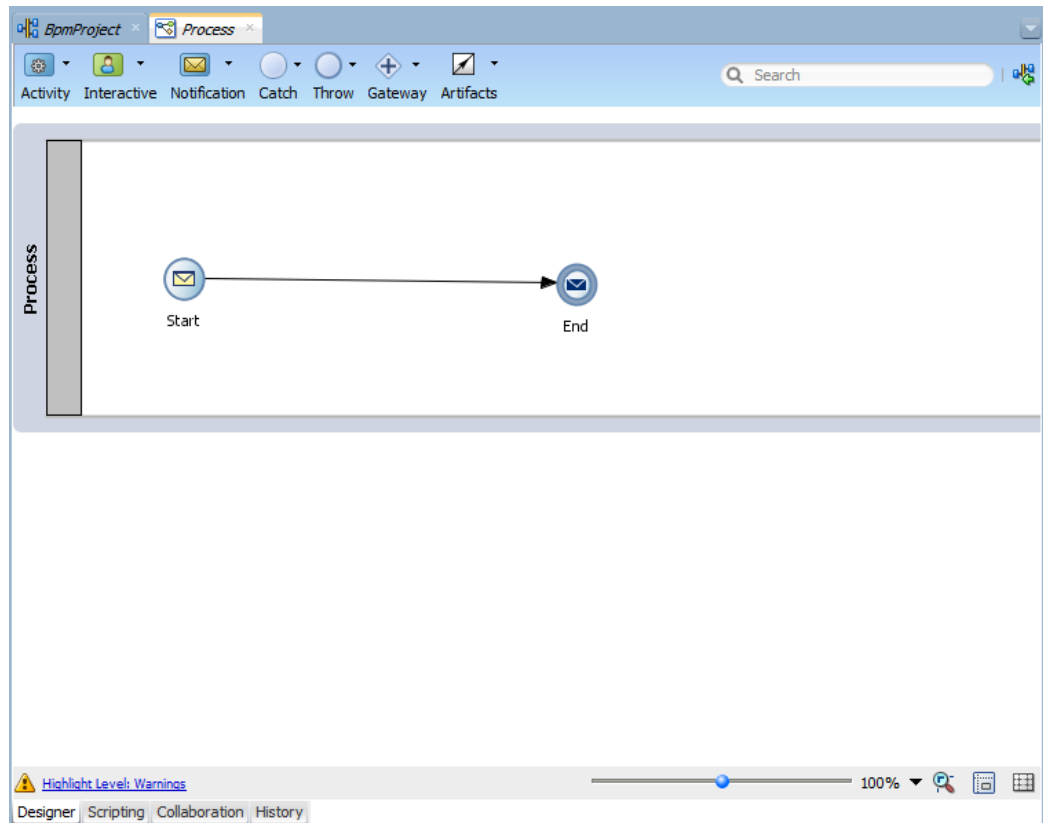 BpmProject Process
Search
Activity Interactive Notification Catch Throw Gateway Artifacts
Process
Start
End
Highlight Level: Warnings 100%
Designer Scripting Collaboration History